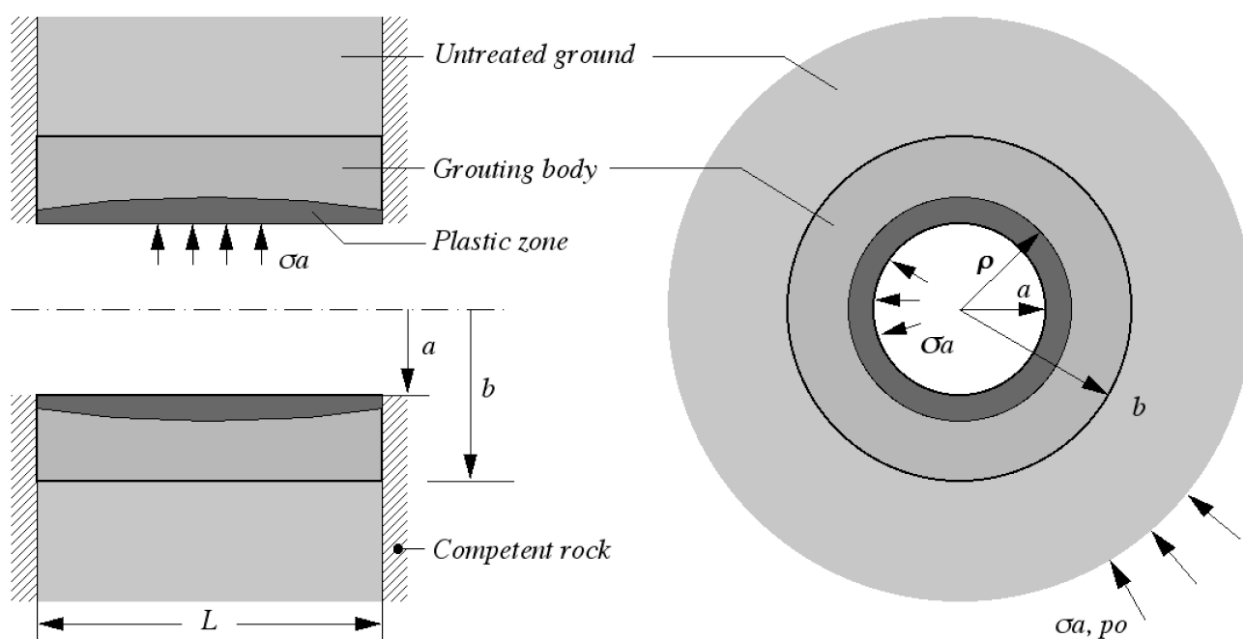 Untreated ground
Grouting body
Plastic zone
σa
a
b
Competent rock
L
ρ
a
σa
b
σa, po